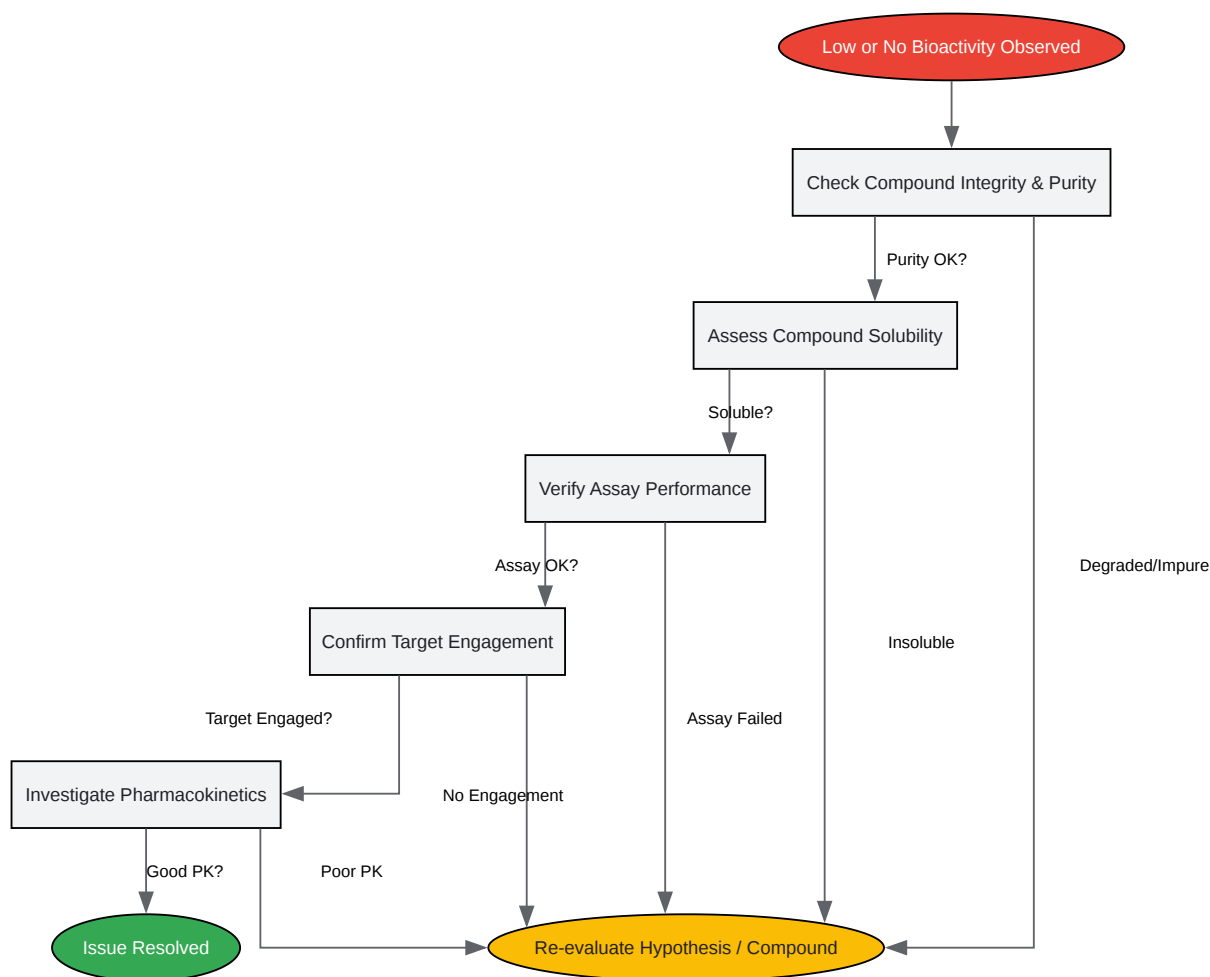 Low or No Bioactivity Observed
Check Compound Integrity & Purity
Purity OK?
Assess Compound Solubility
Soluble?
Verify Assay Performance
Assay OK?
Degraded/Impure
Confirm Target Engagement
Insoluble
Target Engaged?
Assay Failed
Investigate Pharmacokinetics
No Engagement
Good PK?
Poor PK
Issue Resolved
Re-evaluate Hypothesis / Compound